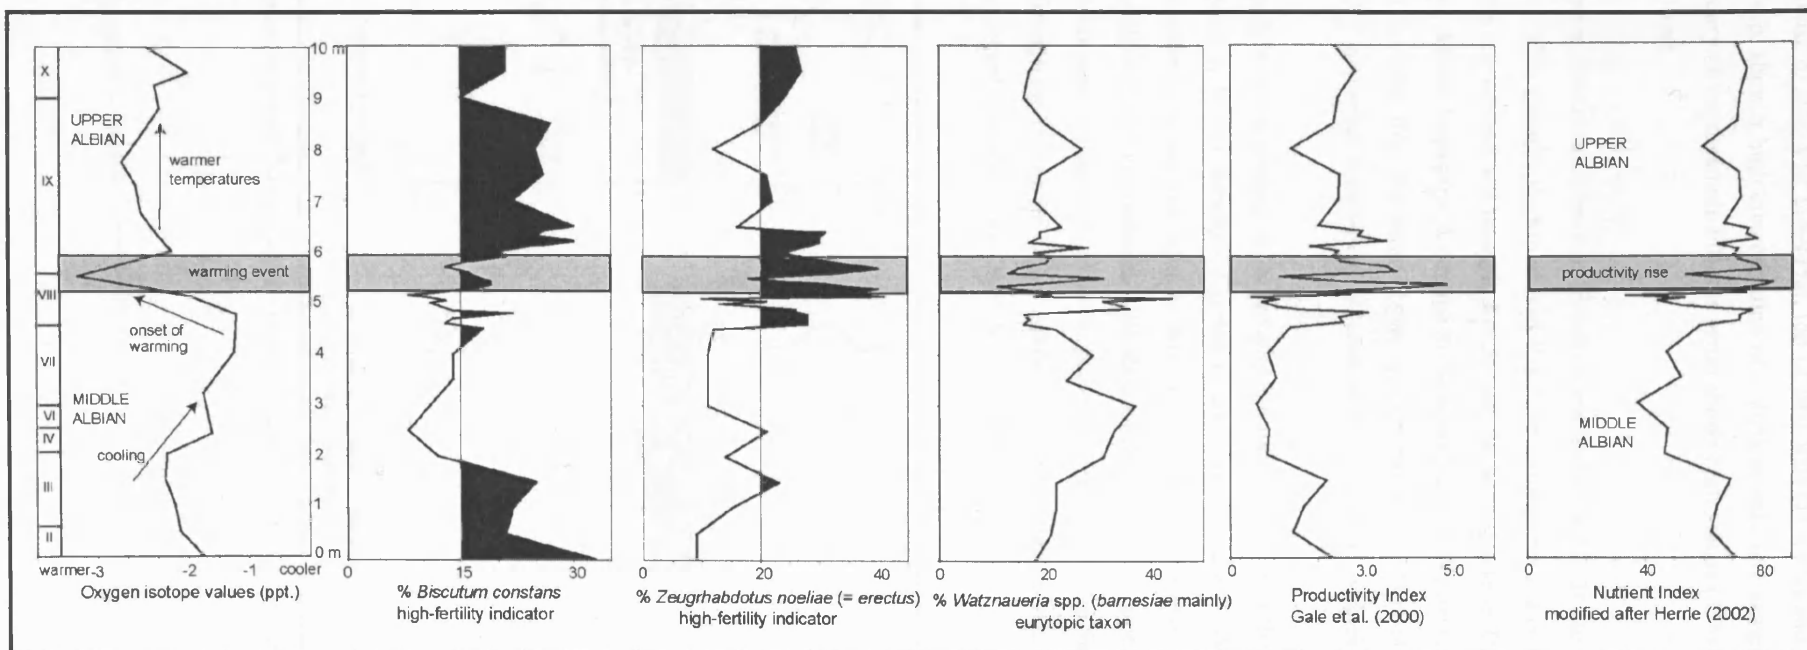 X
IX
VIII
VII
VI
IV
III
II
UPPER
ALBIAN
warmer
temperatures
warming event
onset of
warming
MIDDLE
ALBIAN
cooling
10 m
9
8
7
6
5
4
3
2
1
0 m
warmer -3 -2 -1 cooler
Oxygen isotope values (ppt.)
0 15 30
% Biscutum constans
high-fertility indicator
0 20 40
% Zeugrhabdotus noeliae (= erectus)
high-fertility indicator
0 20 40
% Watznaueria spp. (barnesiae mainly)
eurytopic taxon
0 3.0 5.0
Productivity Index
Gale et al. (2000)
UPPER
ALBIAN
productivity rise
MIDDLE
ALBIAN
0 40 80
Nutrient Index
modified after Herrle (2002)